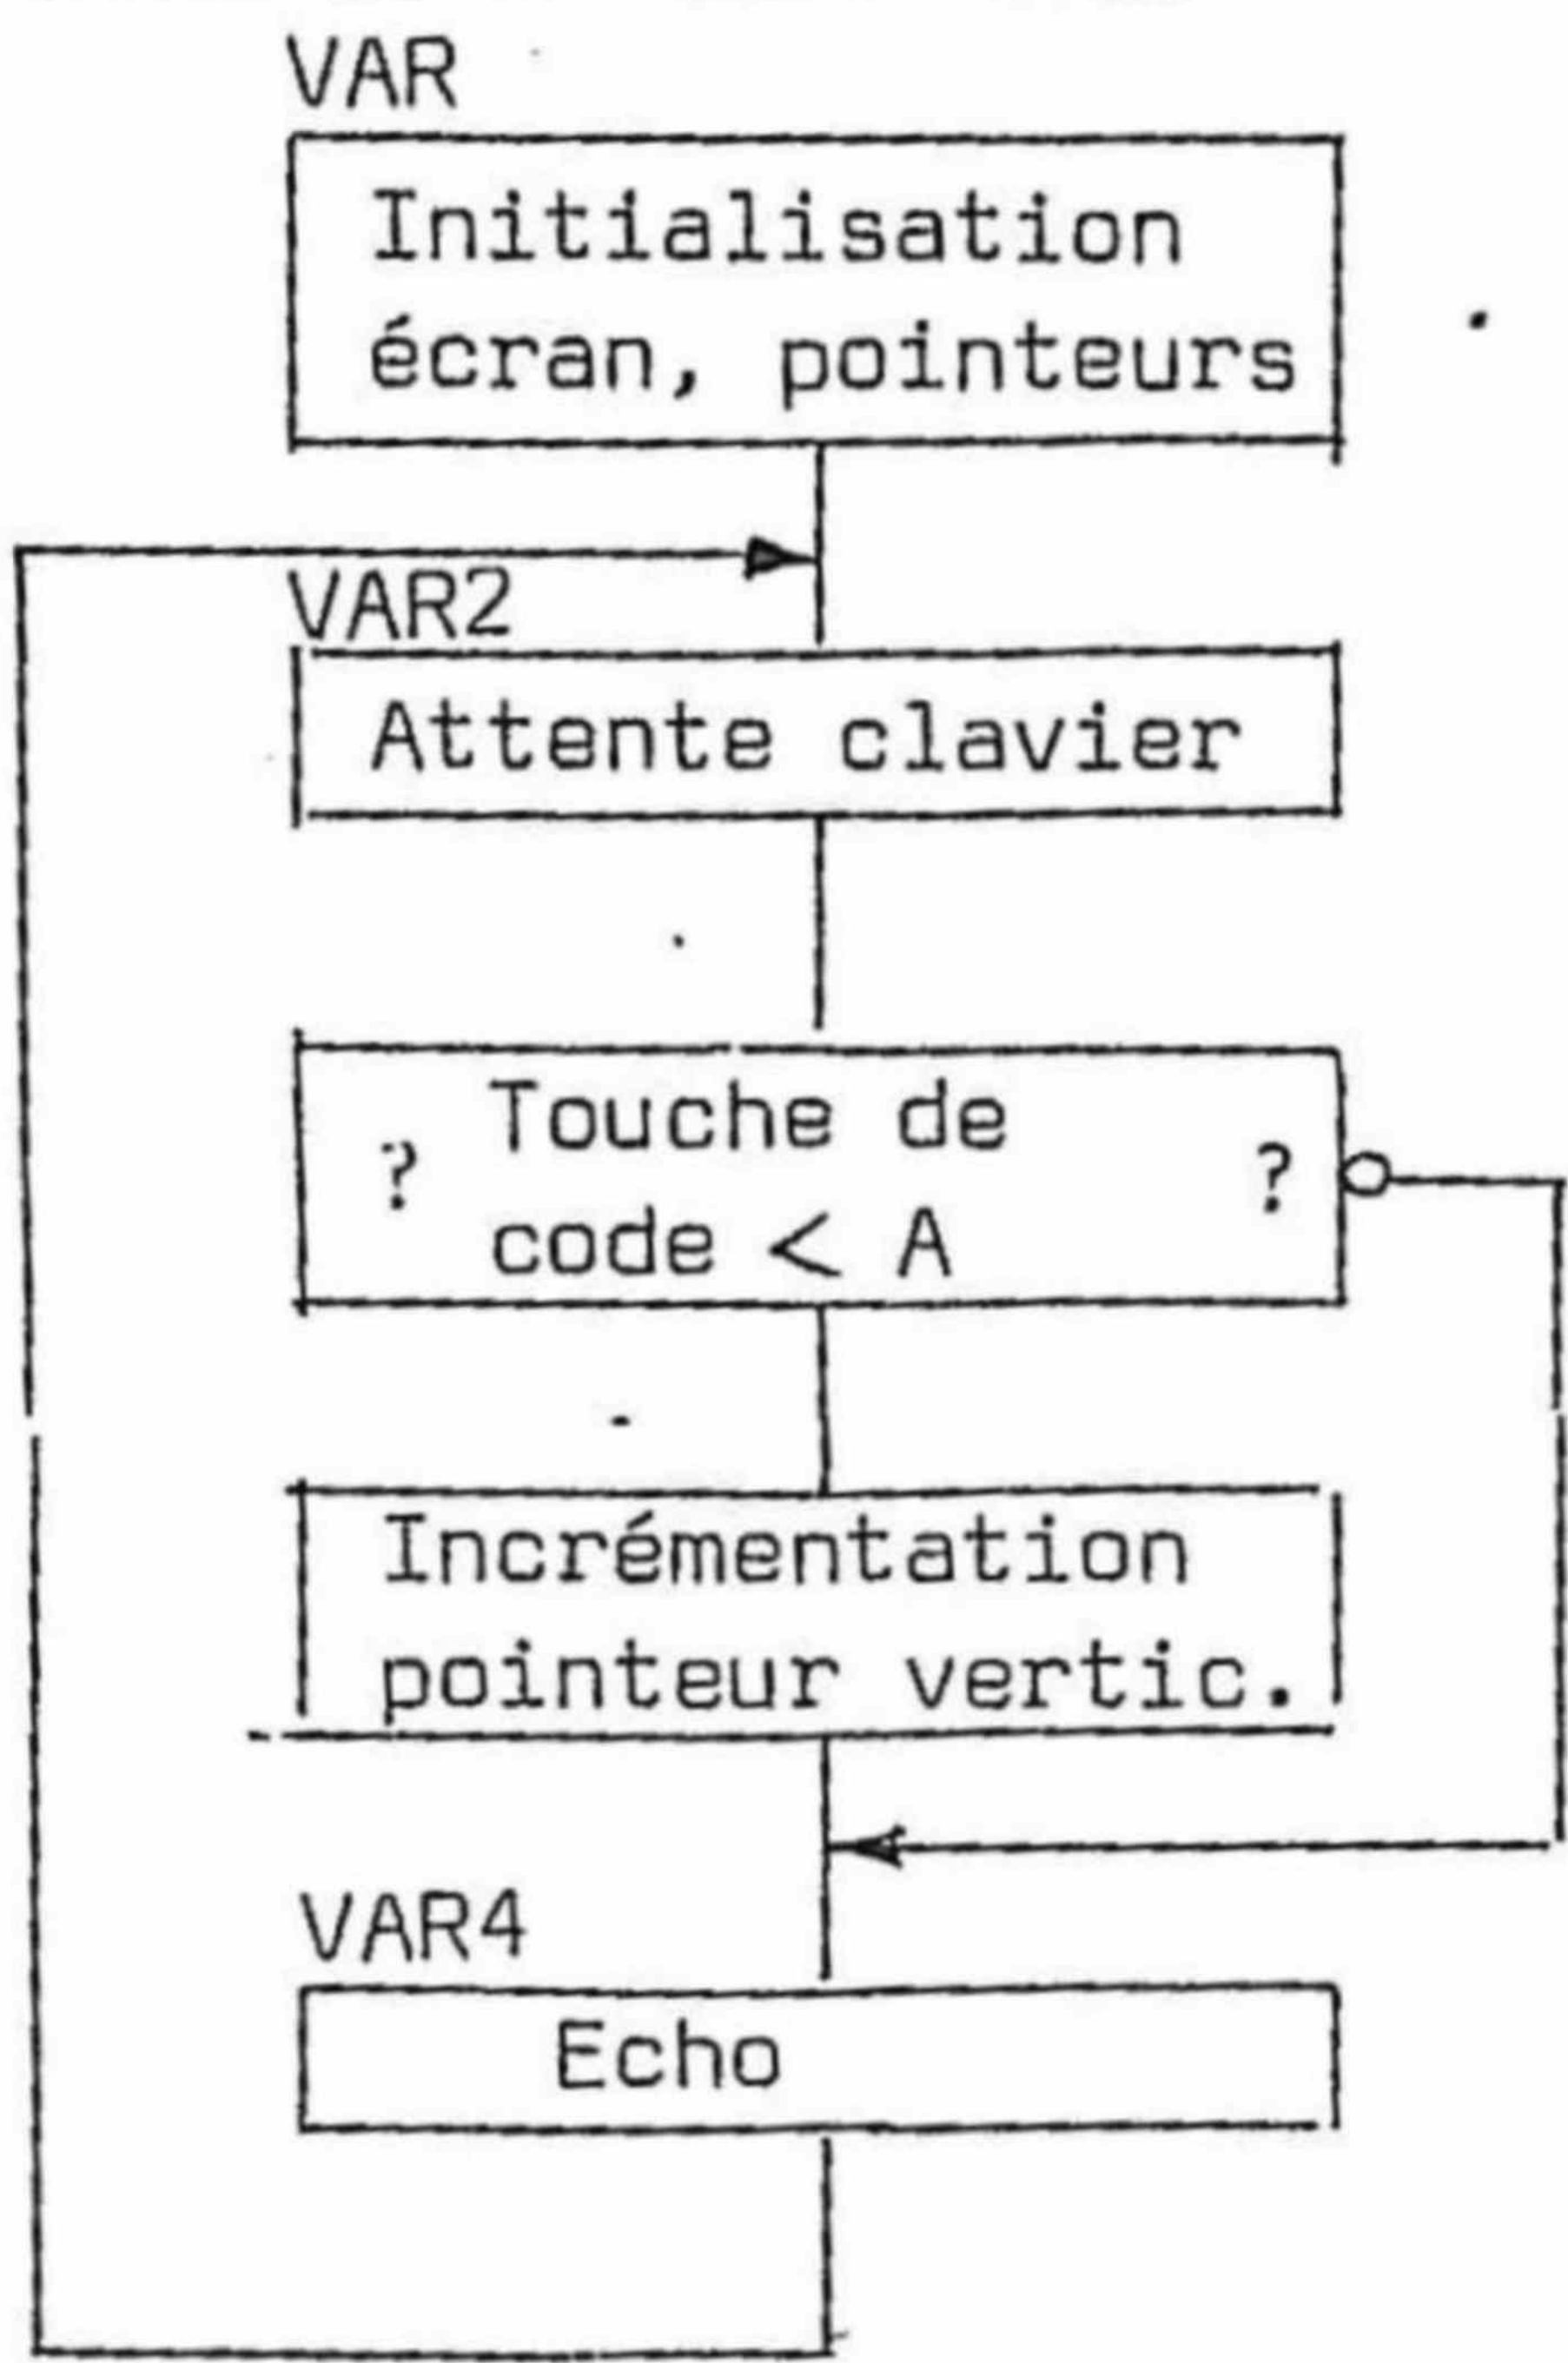 VAR
Initialisation
écran, pointeurs
VAR2
Attente clavier
? Touche de ?
code < A
Incrémentation
pointeur vertic.
VAR4
Echo